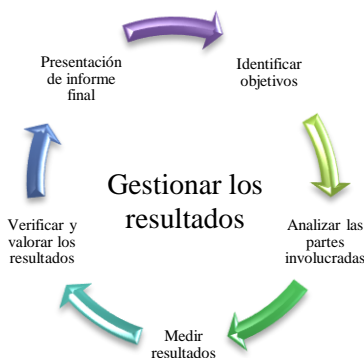 Presentación
de informe
final
Identificar
objetivos
Gestionar los
resultados
Verificar y
valorar los
resultados
Analizar las
partes
involucradas
Medir
resultados